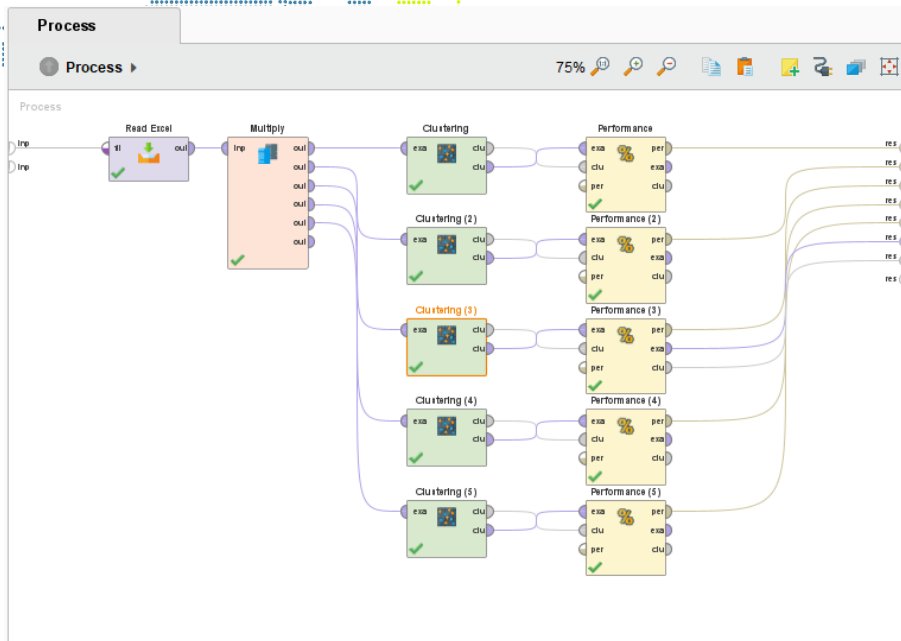 Process
Process
75%
Process
inp
inp
Read Excel
fil
out
Multiply
inp
out
out
out
out
out
out
Clustering
exa
clu
clu
Performance
exa
clu
per
per
exa
clu
Clustering (2)
exa
clu
clu
Performance (2)
exa
clu
per
per
exa
clu
Clustering (3)
exa
clu
clu
Performance (3)
exa
clu
per
per
exa
clu
Clustering (4)
exa
clu
clu
Performance (4)
exa
clu
per
per
exa
clu
Clustering (5)
exa
clu
clu
Performance (5)
exa
clu
per
per
exa
clu
res
res
res
res
res
res
res
res